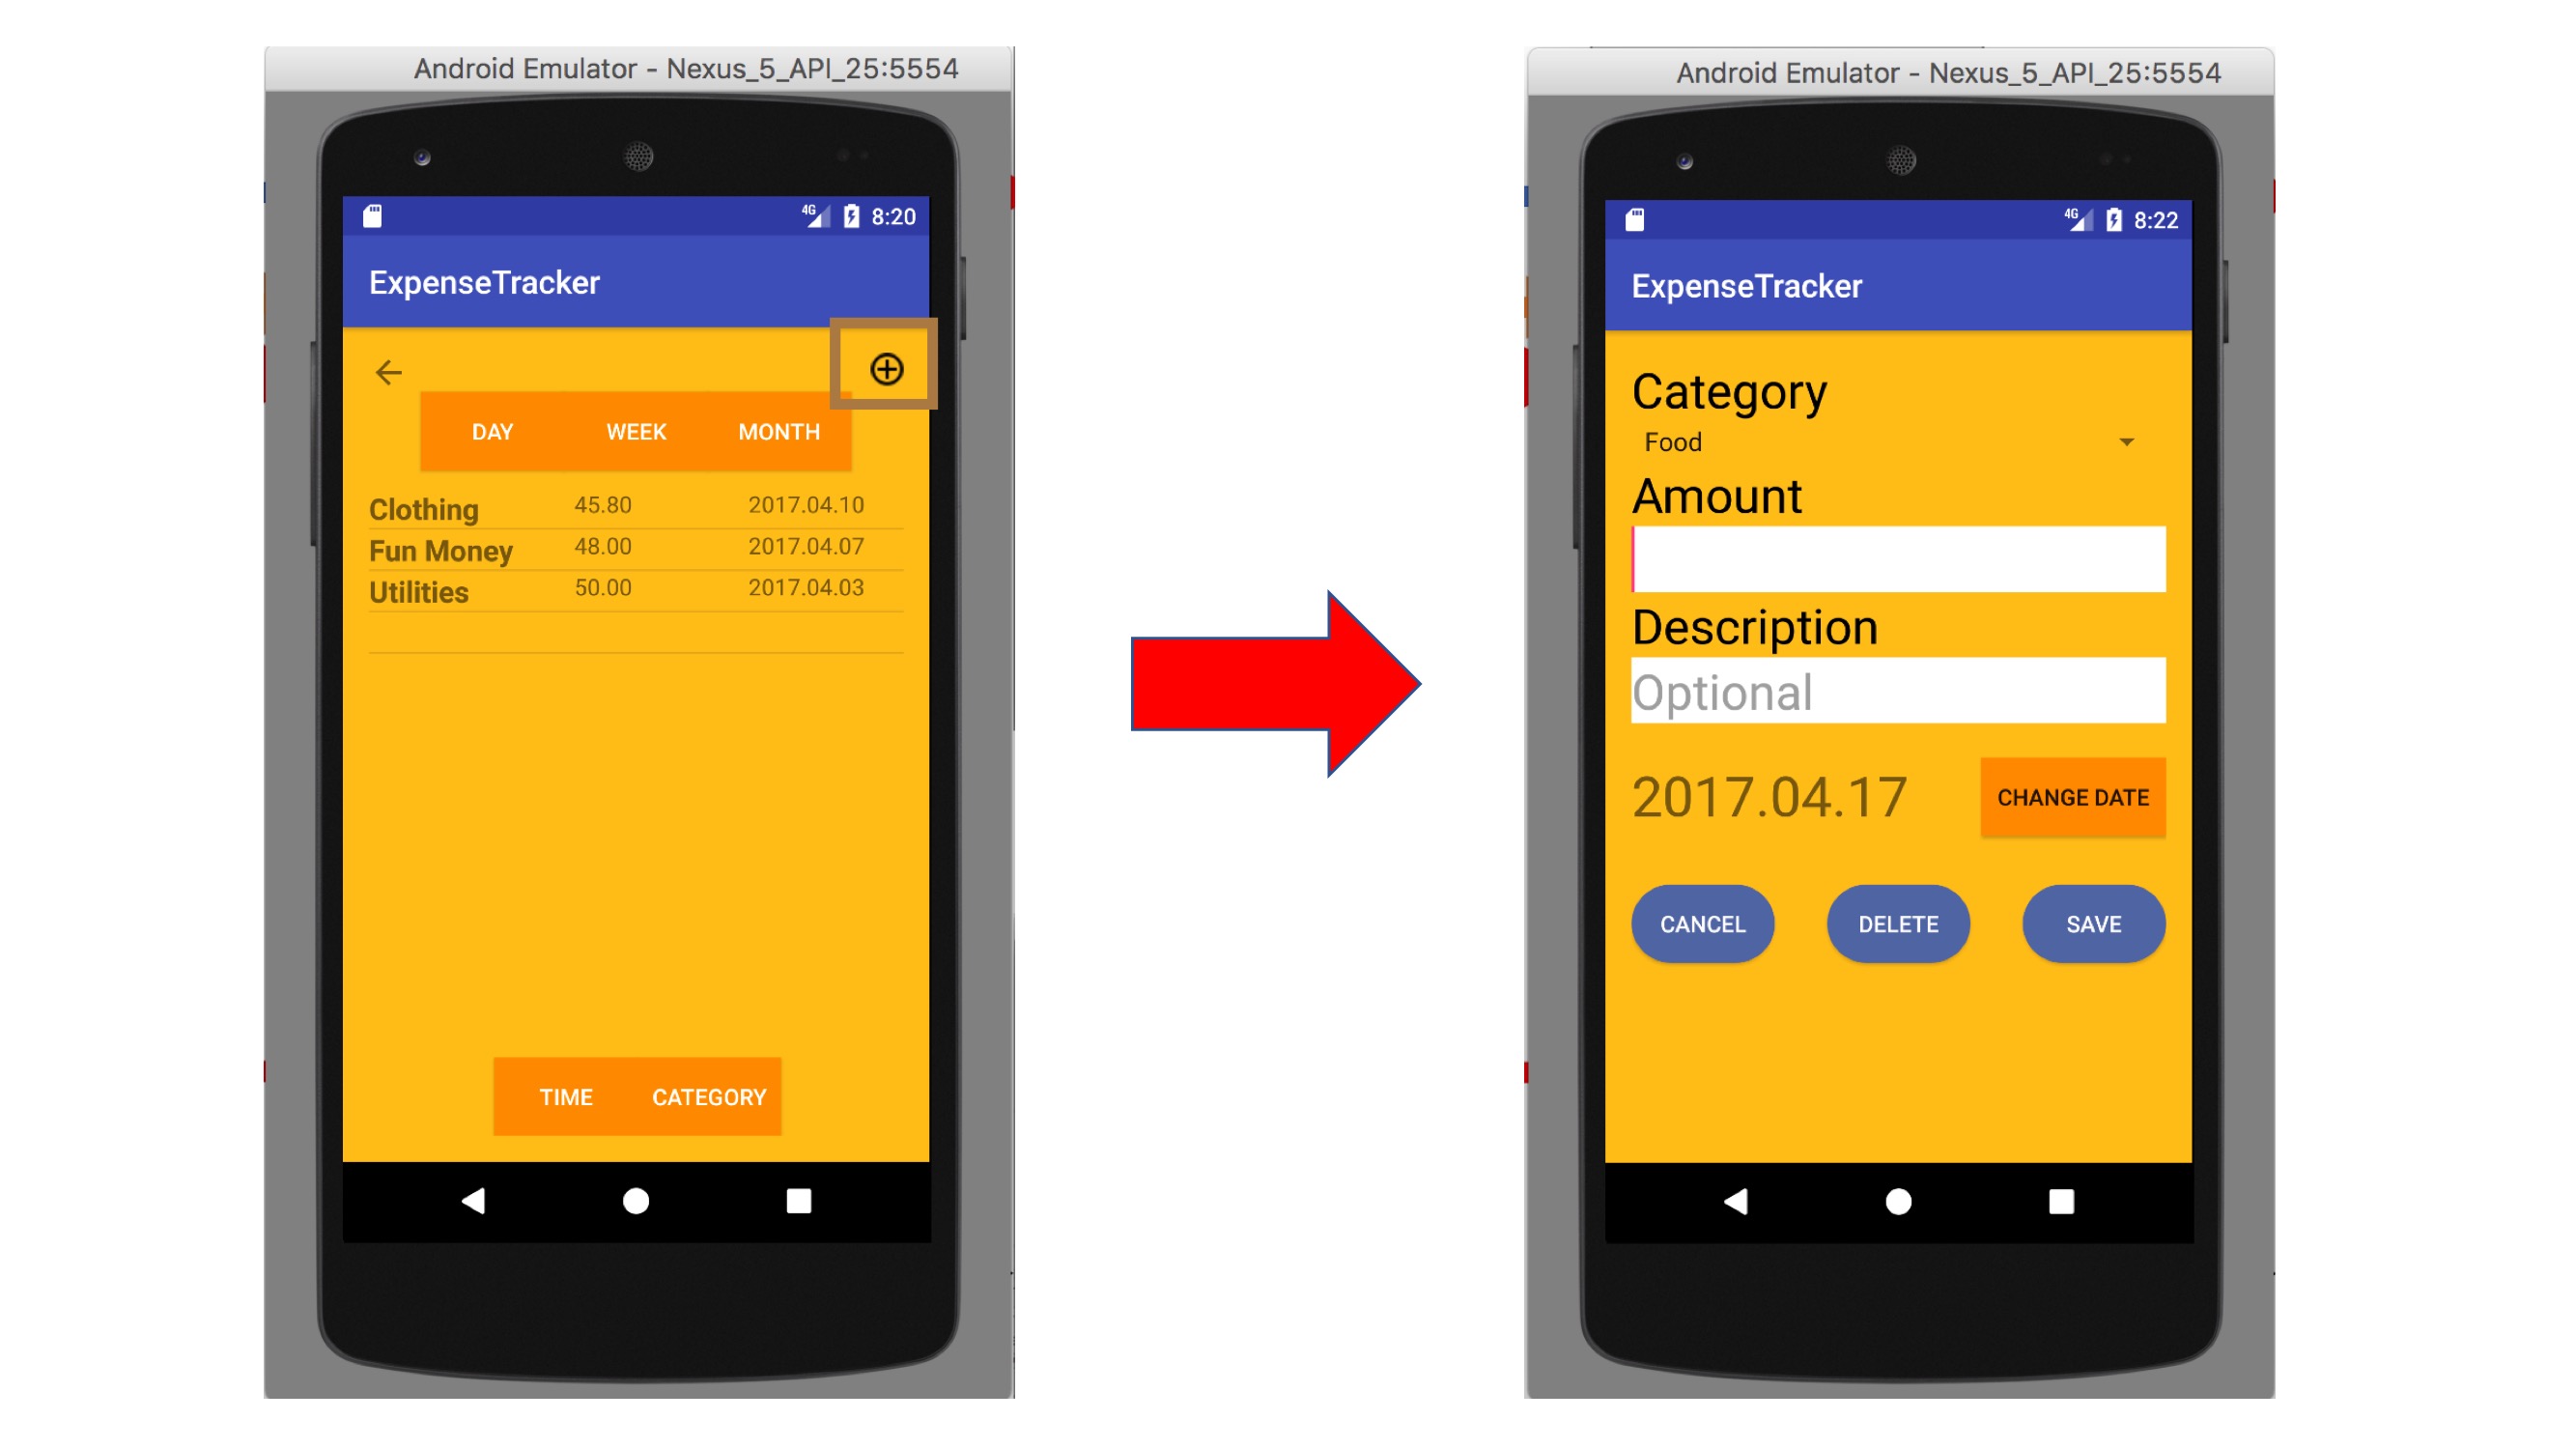 Android Emulator - Nexus_5_API_25:5554
4G 8:20
ExpenseTracker
DAY WEEK MONTH
Clothing 45.80 2017.04.10
Fun Money 48.00 2017.04.07
Utilities 50.00 2017.04.03
TIME CATEGORY
Android Emulator - Nexus_5_API_25:5554
4G 8:22
ExpenseTracker
Category
Food
Amount
Description
Optional
2017.04.17 CHANGE DATE
CANCEL DELETE SAVE